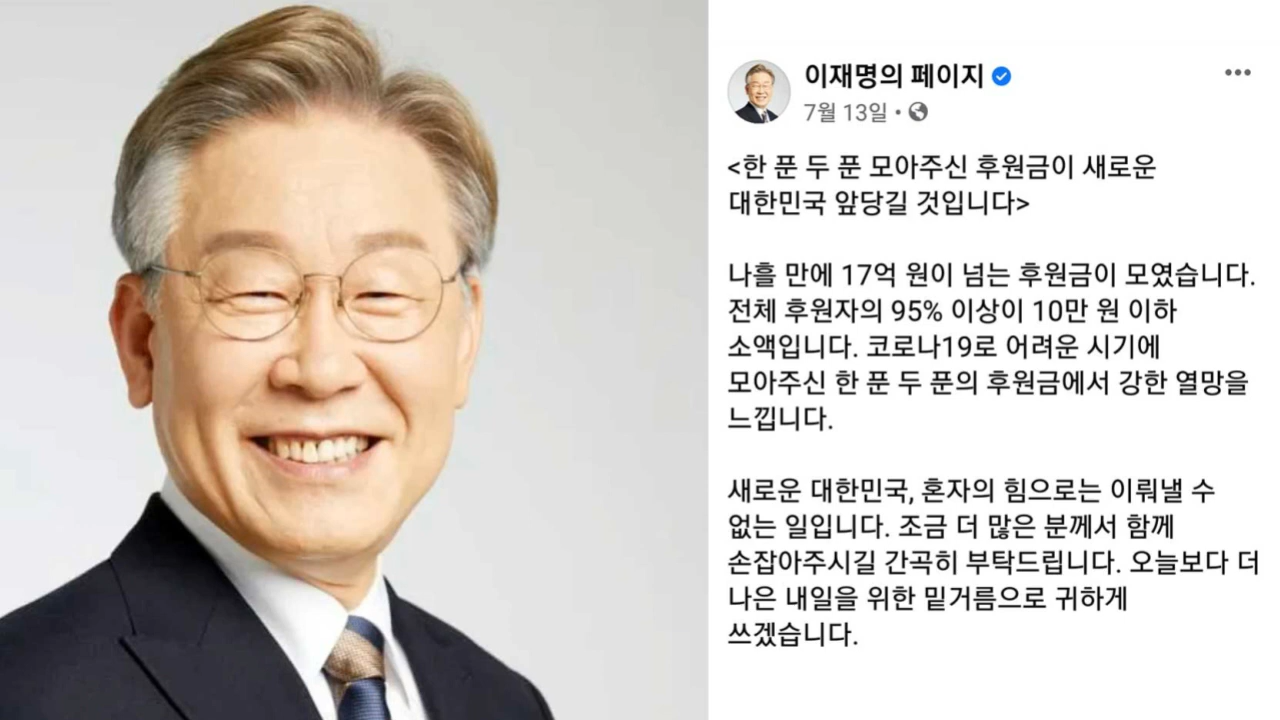 이재명의 페이지
7월 13일 •
<한 푼 두 푼 모아주신 후원금이 새로운
대한민국 앞당길 것입니다>
나흘 만에 17억 원이 넘는 후원금이 모였습니다.
전체 후원자의 95% 이상이 10만 원 이하
소액입니다. 코로나19로 어려운 시기에
모아주신 한 푼 두 푼의 후원금에서 강한 열망을
느낍니다.
새로운 대한민국, 혼자의 힘으로는 이뤄낼 수
없는 일입니다. 조금 더 많은 분께서 함께
손잡아주시길 간곡히 부탁드립니다. 오늘보다 더
나은 내일을 위한 밑거름으로 귀하게
쓰겠습니다.